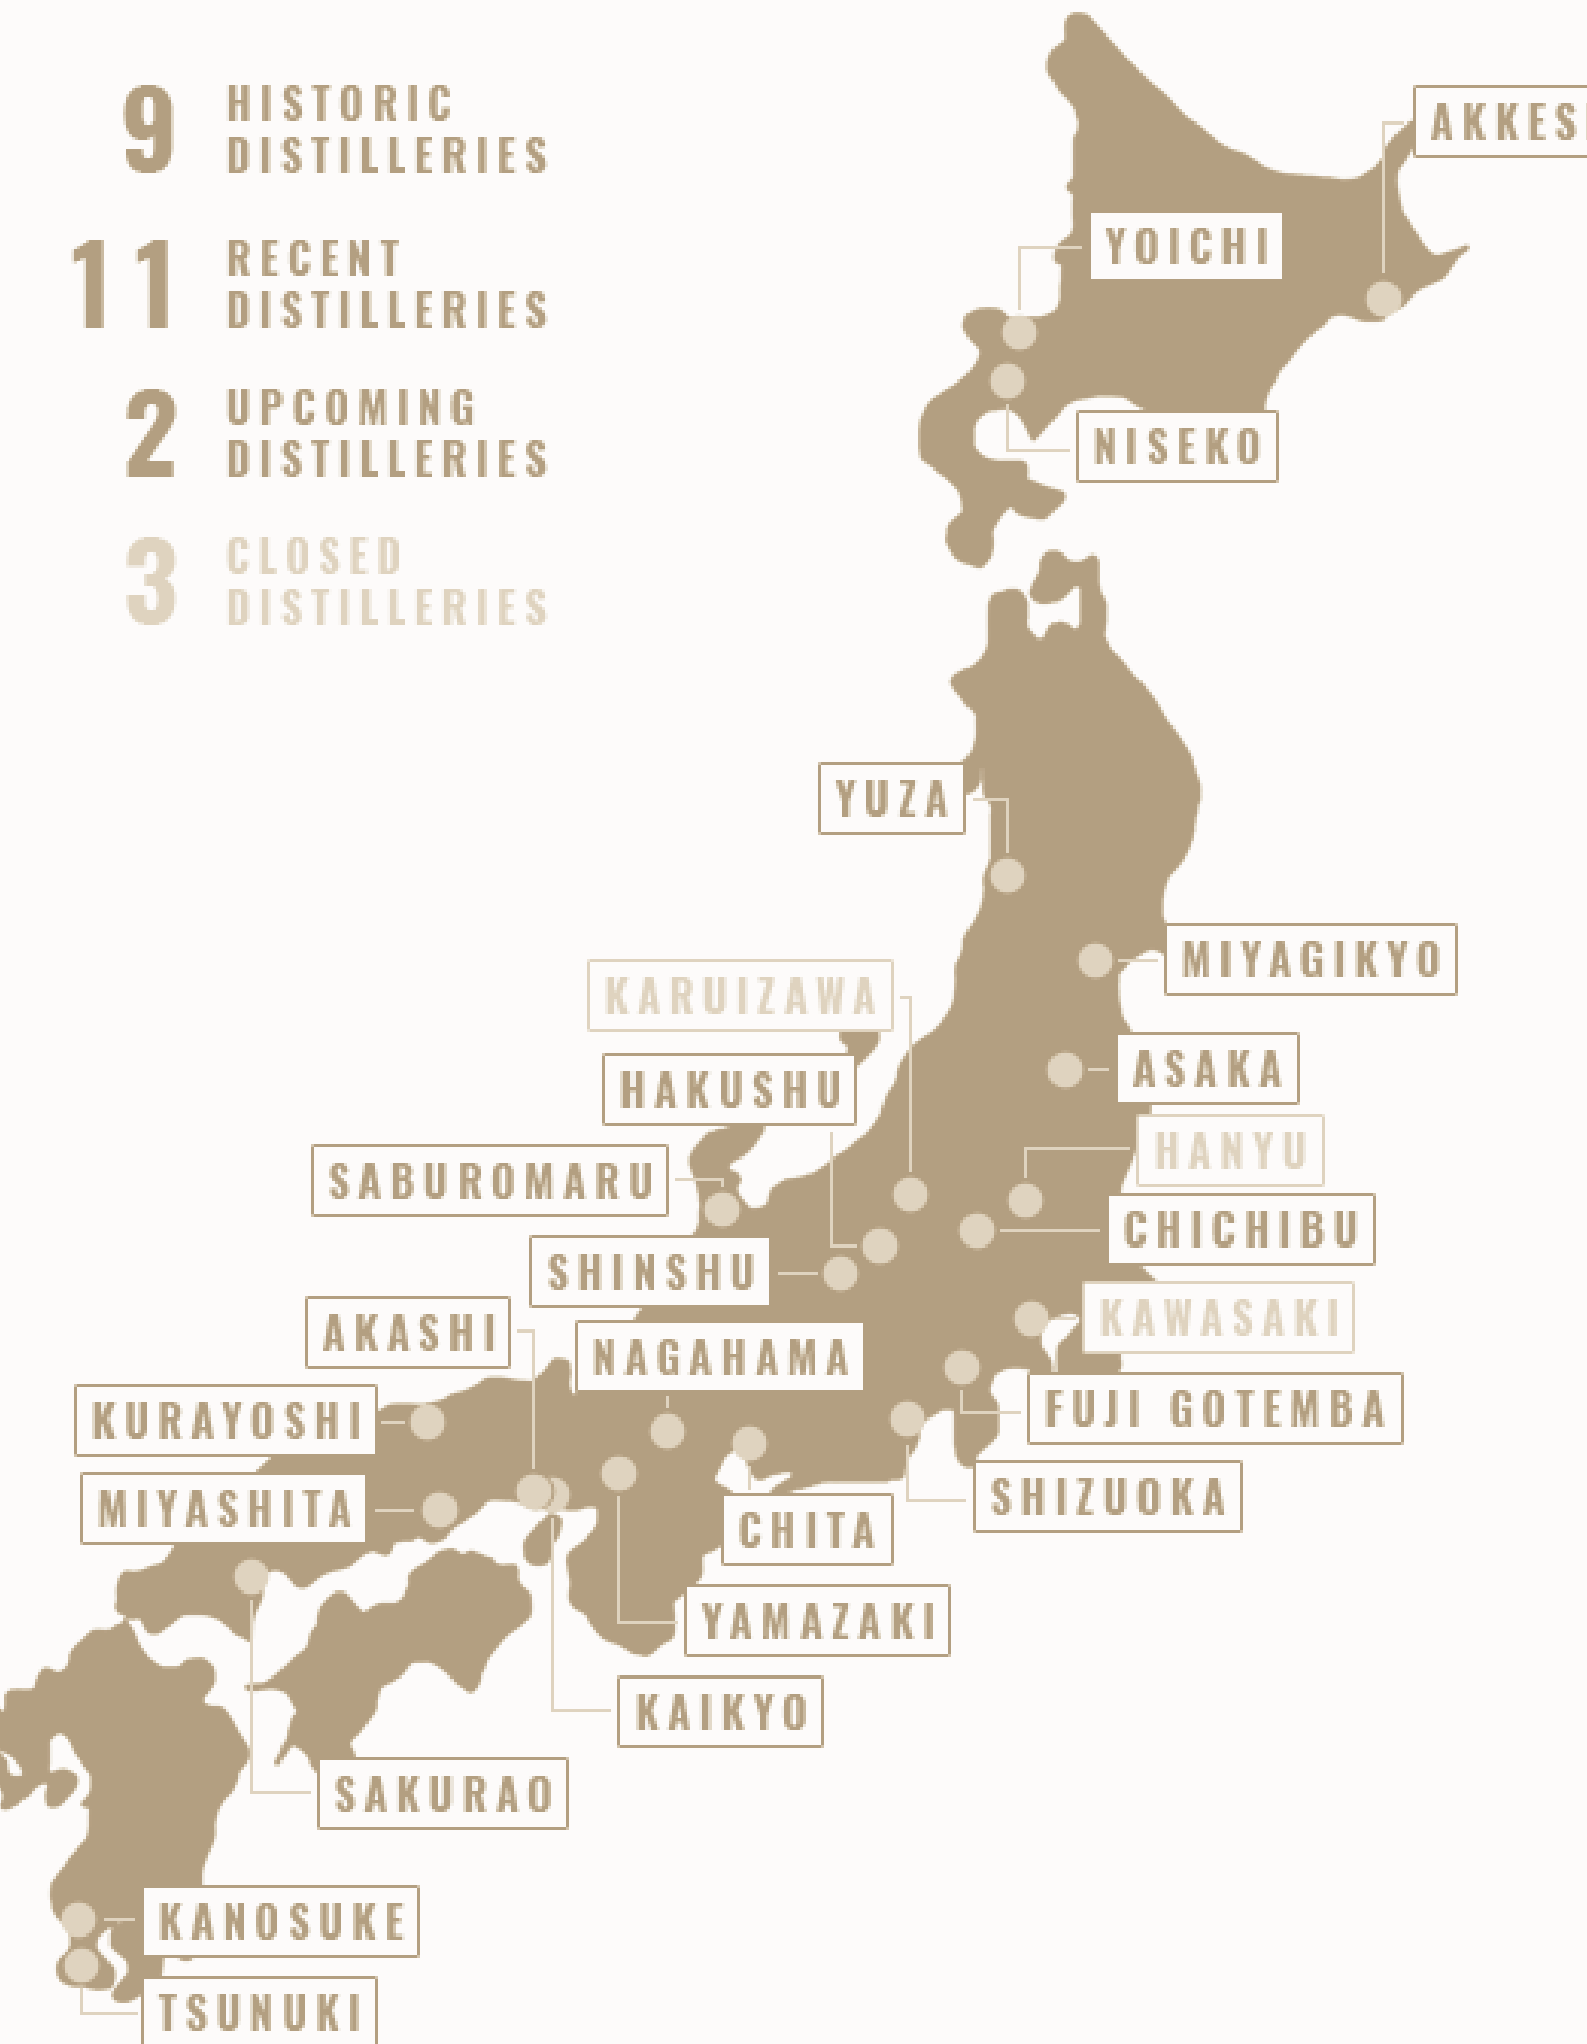 9 HISTORIC
DISTILLERIES
11 RECENT
DISTILLERIES
2 UPCOMING
DISTILLERIES
3 CLOSED
DISTILLERIES
AKKES
YOICHI
NISEKO
YUZA
MIYAGIKYO
KARUIZAWA
ASAKA
HAKUSHU
HANYU
SABUROMARU
CHICHIBU
SHINSHU
KAWASAKI
AKASHI
NAGAHAMA
KURAYOSHI
FUJI GOTEMBA
MIYASHITA
SHIZUOKA
CHITA
YAMAZAKI
KAIKYO
SAKURAO
KANOSUKE
TSUNUKI